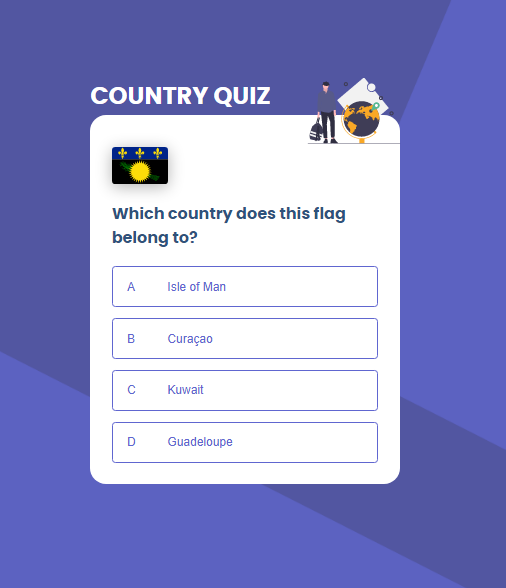 COUNTRY QUIZ
Which country does this flag
belong to?
A Isle of Man
B Curaçao
C Kuwait
D Guadeloupe